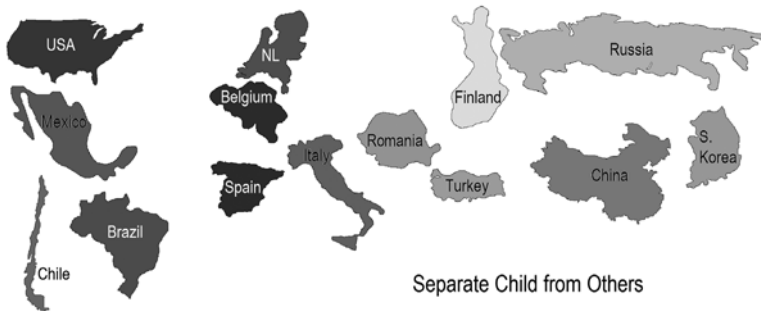 USA
NL
Russia
Belgium
Finland
Mexico
Romania
S.
Korea
Italy
China
Spain
Turkey
Brazil
Chile
Separate Child from Others